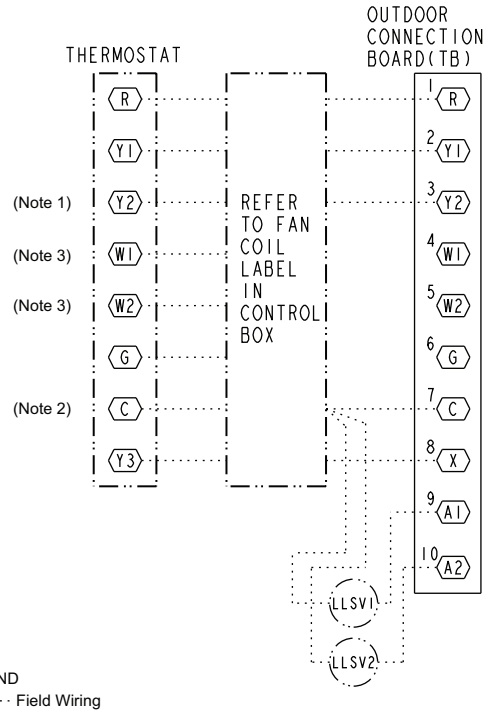 OUTDOOR
CONNECTION
BOARD(TB)
THERMOSTAT
R
1 R
Y1
2 Y1
(Note 1) Y2
3 Y2
(Note 3) W1
4 W1
(Note 3) W2
5 W2
G
6 G
(Note 2) C
7 C
Y3
8 X
9 A1
10 A2
REFER
TO FAN
COIL
LABEL
IN
CONTROL
BOX
LLSV1
LLSV2
ND
Field Wiring